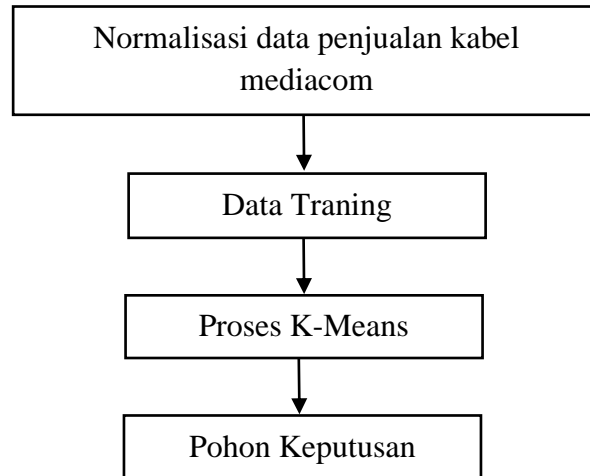 Normalisasi data penjualan kabel
mediacom
Data Traning
Proses K-Means
Pohon Keputusan